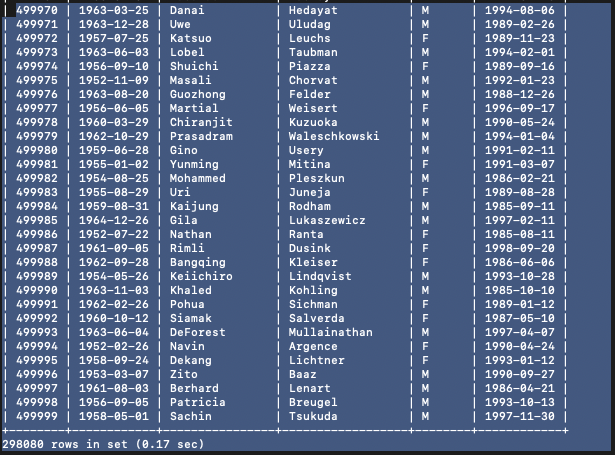 | 499970 | 1963-03-25 | Danai | Hedayat | M | 1994-08-06 |
| 499971 | 1963-12-28 | Uwe | Uludag | M | 1989-02-26 |
| 499972 | 1957-07-25 | Katsuo | Leuchs | F | 1989-11-23 |
| 499973 | 1963-06-03 | Lobel | Taubman | M | 1994-02-01 |
| 499974 | 1956-09-10 | Shuichi | Piazza | F | 1989-09-16 |
| 499975 | 1952-11-09 | Masali | Chorvat | M | 1992-01-23 |
| 499976 | 1963-08-20 | Guozhong | Felder | M | 1988-12-26 |
| 499977 | 1956-06-05 | Martial | Weisert | F | 1996-09-17 |
| 499978 | 1960-03-29 | Chiranjit | Kuzuoka | M | 1990-05-24 |
| 499979 | 1962-10-29 | Prasadram | Waleschkowski | M | 1994-01-04 |
| 499980 | 1959-06-28 | Gino | Usery | M | 1991-02-11 |
| 499981 | 1955-01-02 | Yunming | Mitina | F | 1991-03-07 |
| 499982 | 1954-08-25 | Mohammed | Pleszkun | M | 1986-02-21 |
| 499983 | 1955-08-29 | Uri | Juneja | F | 1989-08-28 |
| 499984 | 1959-08-31 | Kaijung | Rodham | M | 1985-09-11 |
| 499985 | 1964-12-26 | Gila | Lukaszewicz | M | 1997-02-11 |
| 499986 | 1952-07-22 | Nathan | Ranta | F | 1985-08-11 |
| 499987 | 1961-09-05 | Rimli | Dusink | F | 1998-09-20 |
| 499988 | 1962-09-28 | Bangqing | Kleiser | F | 1986-06-06 |
| 499989 | 1954-05-26 | Keiichiro | Lindqvist | M | 1993-10-28 |
| 499990 | 1963-11-03 | Khaled | Kohling | M | 1985-10-10 |
| 499991 | 1962-02-26 | Pohua | Sichman | F | 1989-01-12 |
| 499992 | 1960-10-12 | Siamak | Salverda | F | 1987-05-10 |
| 499993 | 1963-06-04 | DeForest | Mullainathan | M | 1997-04-07 |
| 499994 | 1952-02-26 | Navin | Argence | F | 1990-04-24 |
| 499995 | 1958-09-24 | Dekang | Lichtner | F | 1993-01-12 |
| 499996 | 1953-03-07 | Zito | Baaz | M | 1990-09-27 |
| 499997 | 1961-08-03 | Berhard | Lenart | M | 1986-04-21 |
| 499998 | 1956-09-05 | Patricia | Breugel | M | 1993-10-13 |
| 499999 | 1958-05-01 | Sachin | Tsukuda | M | 1997-11-30 |
298080 rows in set (0.17 sec)